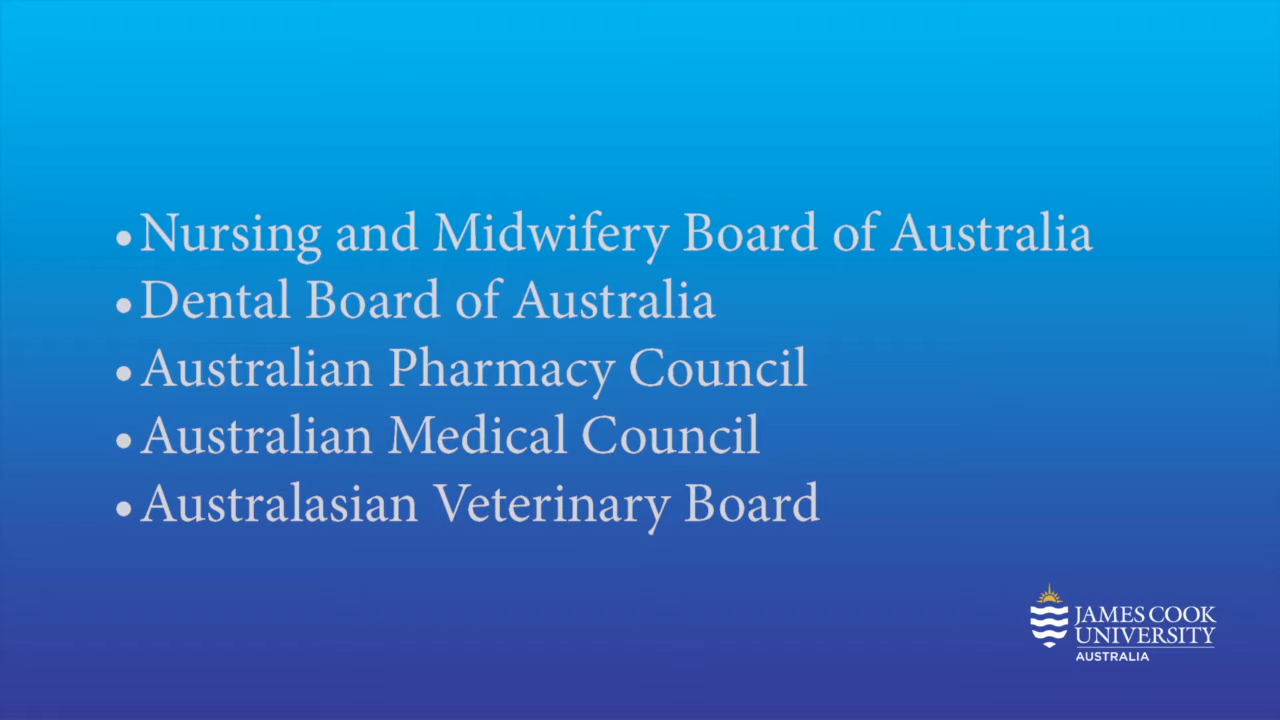 •Nursing and Midwifery Board of Australia
•Dental Board of Australia
•Australian Pharmacy Council
•Australian Medical Council
•Australasian Veterinary Board
JAMES COOK
UNIVERSITY
AUSTRALIA